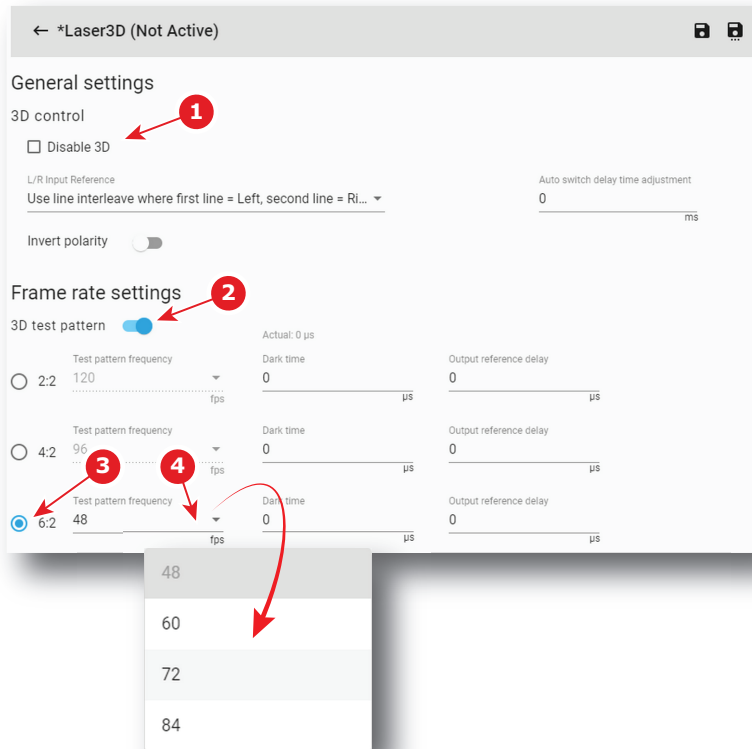 ← *Laser3D (Not Active)
General settings
3D control
1
Disable 3D
L/R Input Reference
Auto switch delay time adjustment
Use line interleave where first line = Left, second line = Ri...
0
ms
Invert polarity
Frame rate settings
2
3D test pattern
Actual: 0 µs
Test pattern frequency
Dark time
Output reference delay
2:2
120
0
0
fps
µs
µs
Test pattern frequency
Dark time
Output reference delay
4:2
96
0
0
fps
µs
µs
3
4
Test pattern frequency
Dark time
Output reference delay
6:2
48
0
0
fps
µs
µs
48
60
72
84